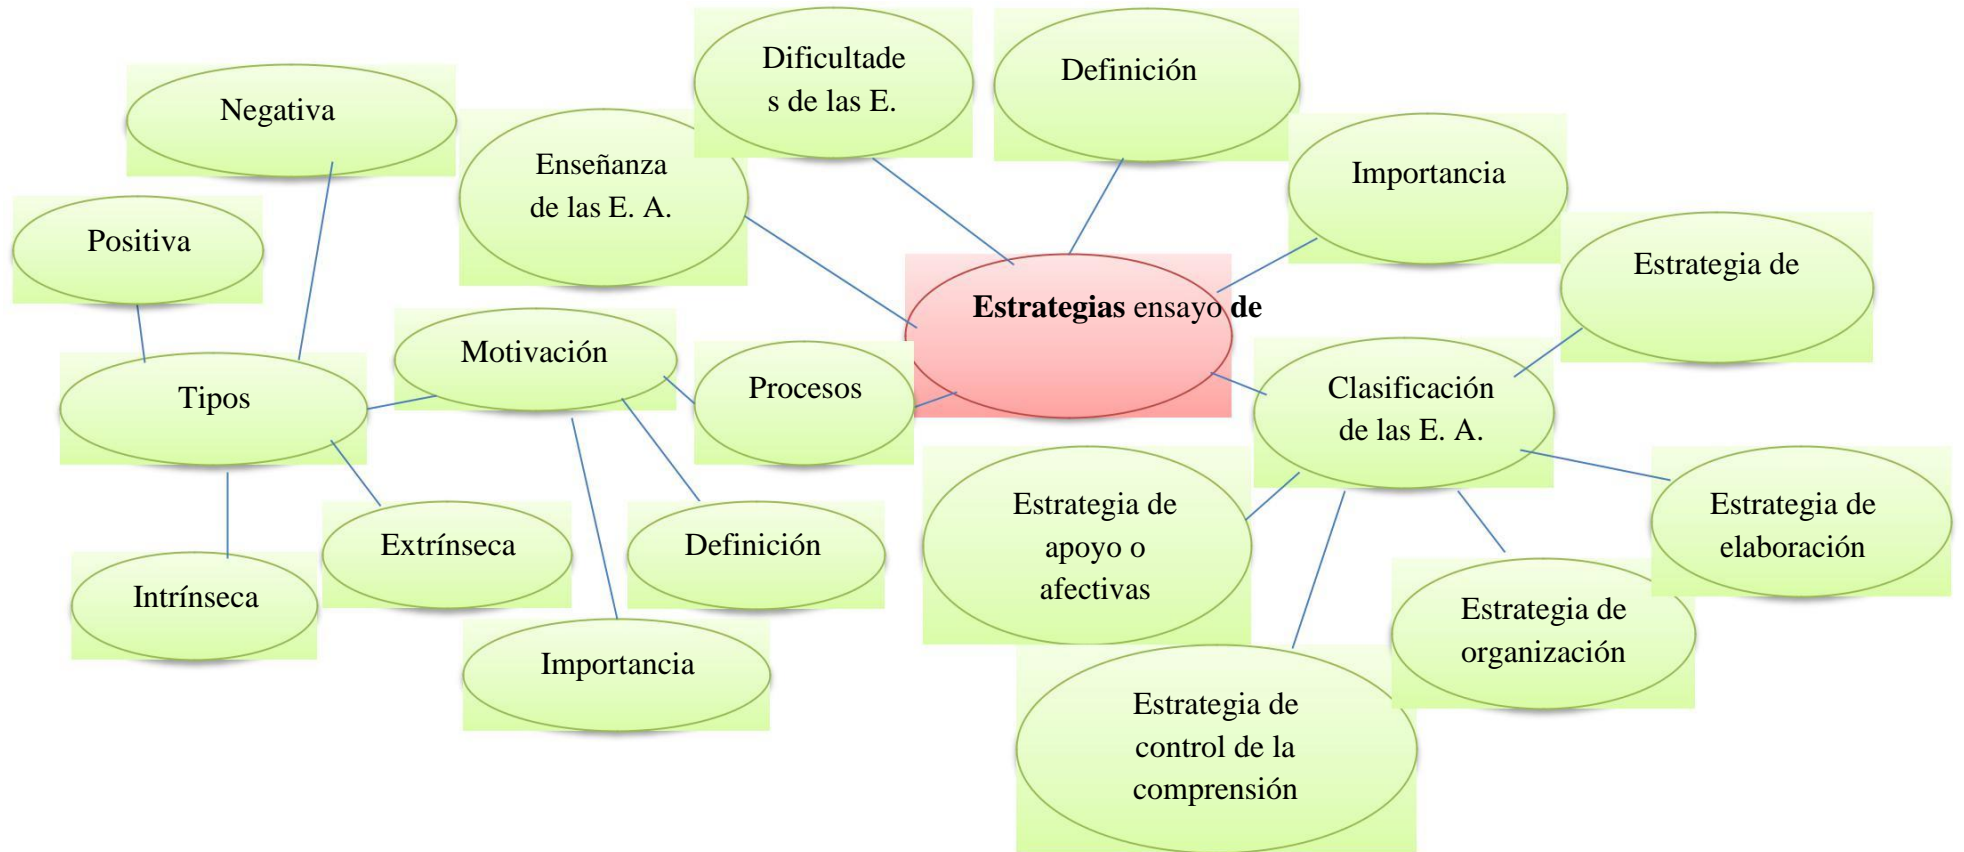 Dificultade
s de las E.
Definición
Negativa
Enseñanza
de las E. A.
Importancia
Positiva
Estrategia de
Estrategias ensayo de
Motivación
Procesos
Tipos
Clasificación
de las E. A.
Estrategia de
apoyo o
afectivas
Estrategia de
elaboración
Extrínseca
Definición
Intrínseca
Estrategia de
organización
Importancia
Estrategia de
control de la
comprensión